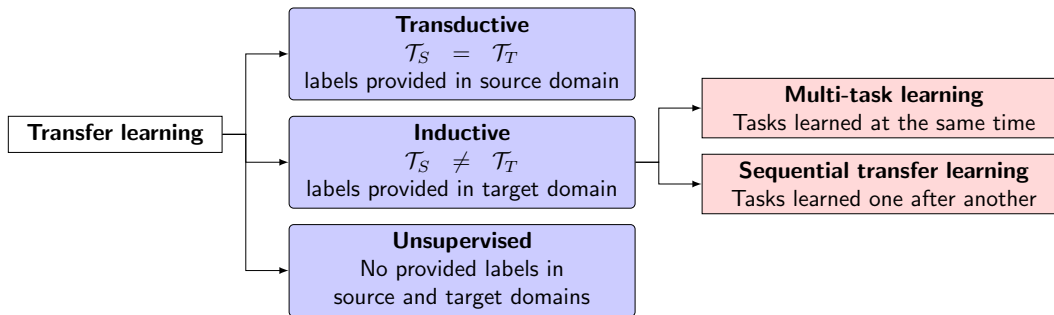 Transfer learning
Transductive
𝒯_S = 𝒯_T
labels provided in source domain
Inductive
𝒯_S ≠ 𝒯_T
labels provided in target domain
Unsupervised
No provided labels in
source and target domains
Multi-task learning
Tasks learned at the same time
Sequential transfer learning
Tasks learned one after another